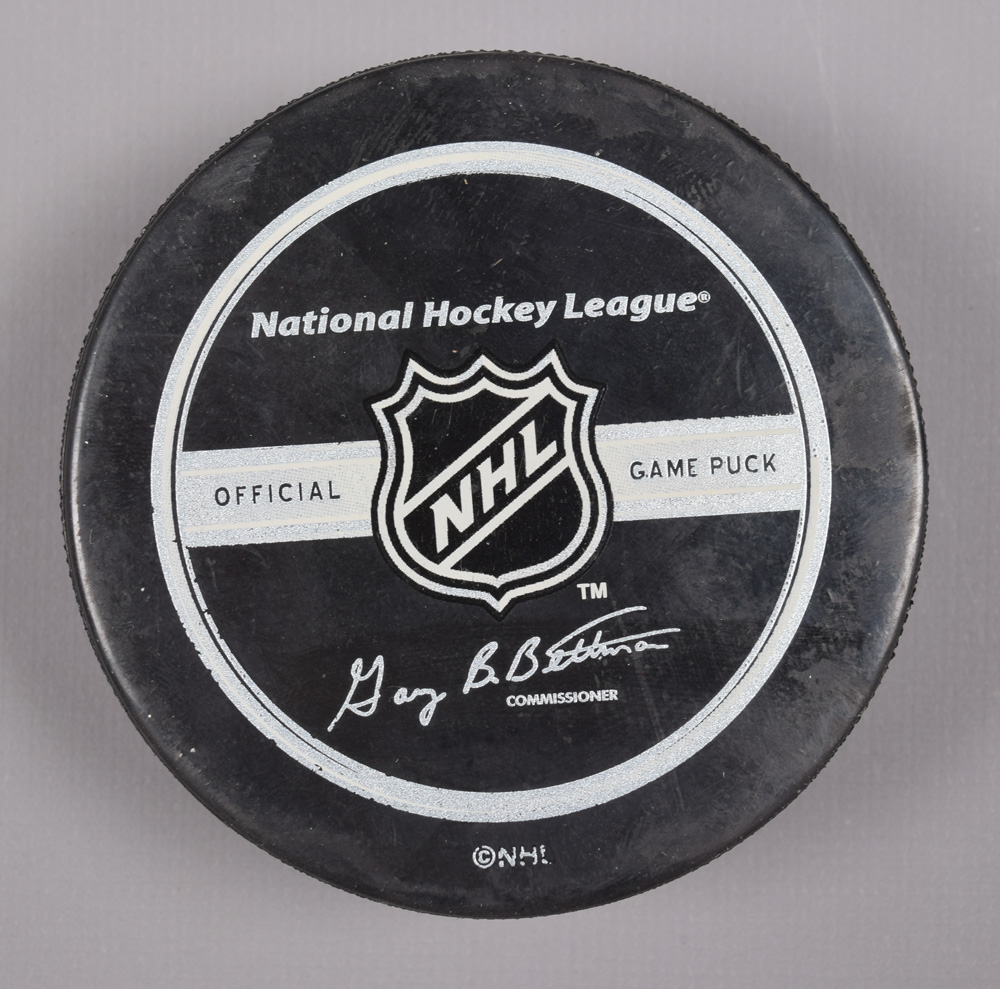 National Hockey League®
OFFICIAL NHL GAME PUCK
TM
Gary B. Bettman
COMMISSIONER
©NHL